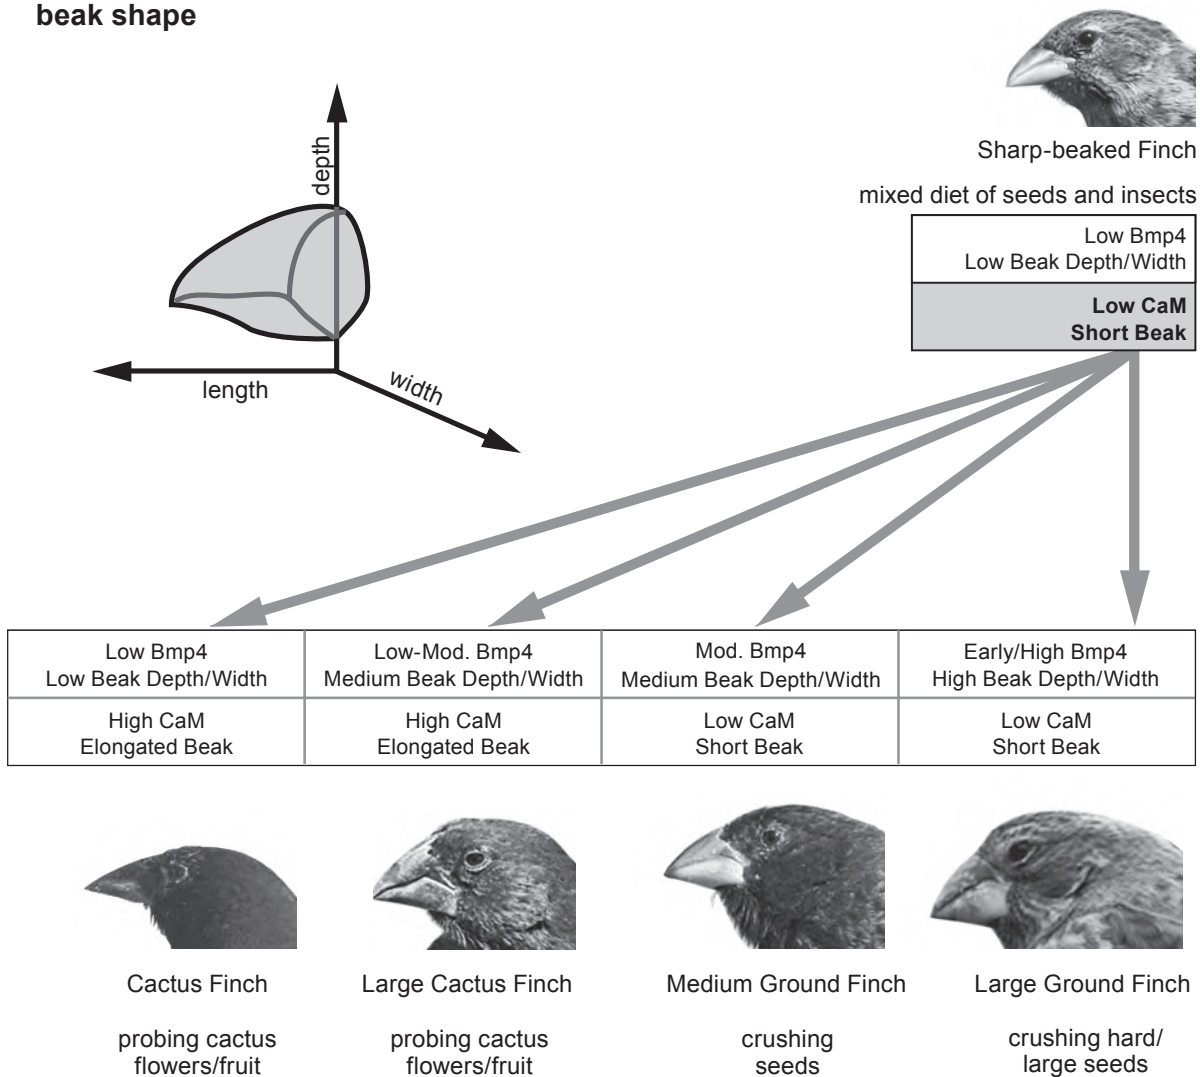 beak shape
depth
length
width
Sharp-beaked Finch
mixed diet of seeds and insects
Low Bmp4
Low Beak Depth/Width
Low CaM
Short Beak
Low Bmp4
Low Beak Depth/Width
Low-Mod. Bmp4
Medium Beak Depth/Width
Mod. Bmp4
Medium Beak Depth/Width
Early/High Bmp4
High Beak Depth/Width
High CaM
Elongated Beak
High CaM
Elongated Beak
Low CaM
Short Beak
Low CaM
Short Beak
Cactus Finch
Large Cactus Finch
Medium Ground Finch
Large Ground Finch
probing cactus
flowers/fruit
probing cactus
flowers/fruit
crushing
seeds
crushing hard/
large seeds